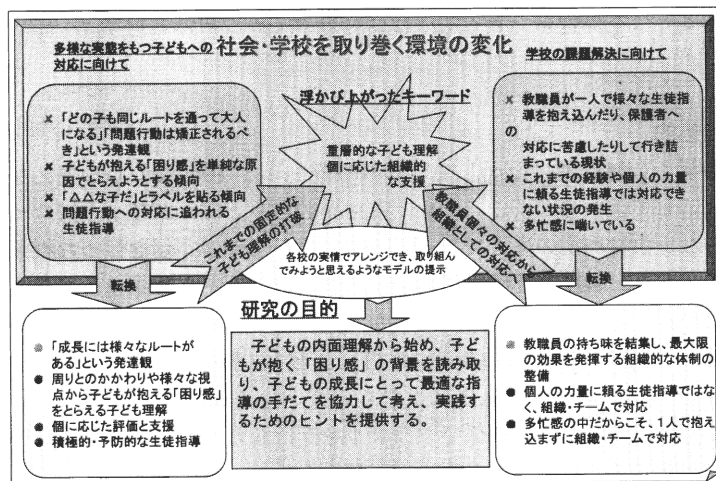 社会・学校を取り巻く環境の変化
多様な実態をもつ子どもへの
対応に向けて
「どの子も同じルートを通って大人
になる」「問題行動は矯正されるべ
き」という発達観
子どもが抱える「困り感」を単純な原
因でとらえようとする傾向
「△△な子だ」とラベルを貼る傾向
問題行動への対応に追われる
生徒指導
浮かび上がったキーワード
重層的な子ども理解
個に応じた組織的
な支援
学校の課題解決に向けて
教職員が一人で様々な生徒指導
を抱え込んだり、保護者へ
の
対応に苦慮したりして行き詰
まっている現状
これまでの経験や個人の力量に
頼る生徒指導では対応でき
ない状況の発生
多忙感に喘いでいる
これまでの固定的な
子ども理解の打破
教職員個々の対応から
組織としての対応へ
各校の実情でアレンジでき、取り組ん
でみようと思えるようなモデルの提示
転換
転換
「成長には様々なルートが
ある」という発達観
周りとのかかわりや様々な視
点から子どもが抱える「困り感」
をとらえる子ども理解
個に応じた評価と支援
積極的・予防的な生徒指導
研究の目的
子どもの内面理解から始め、子ど
もが抱く「困り感」の背景を読み取
り、子どもの成長にとって最適な指
導の手だてを協力して考え、実践す
るためのヒントを提供する。
教職員の持ち味を結集し、最大限
の効果を発揮する組織的な体制の
整備
個人の力量に頼る生徒指導ではな
く、組織・チームで対応
多忙感の中だからこそ、1人で抱え
込まずに組織・チームで対応